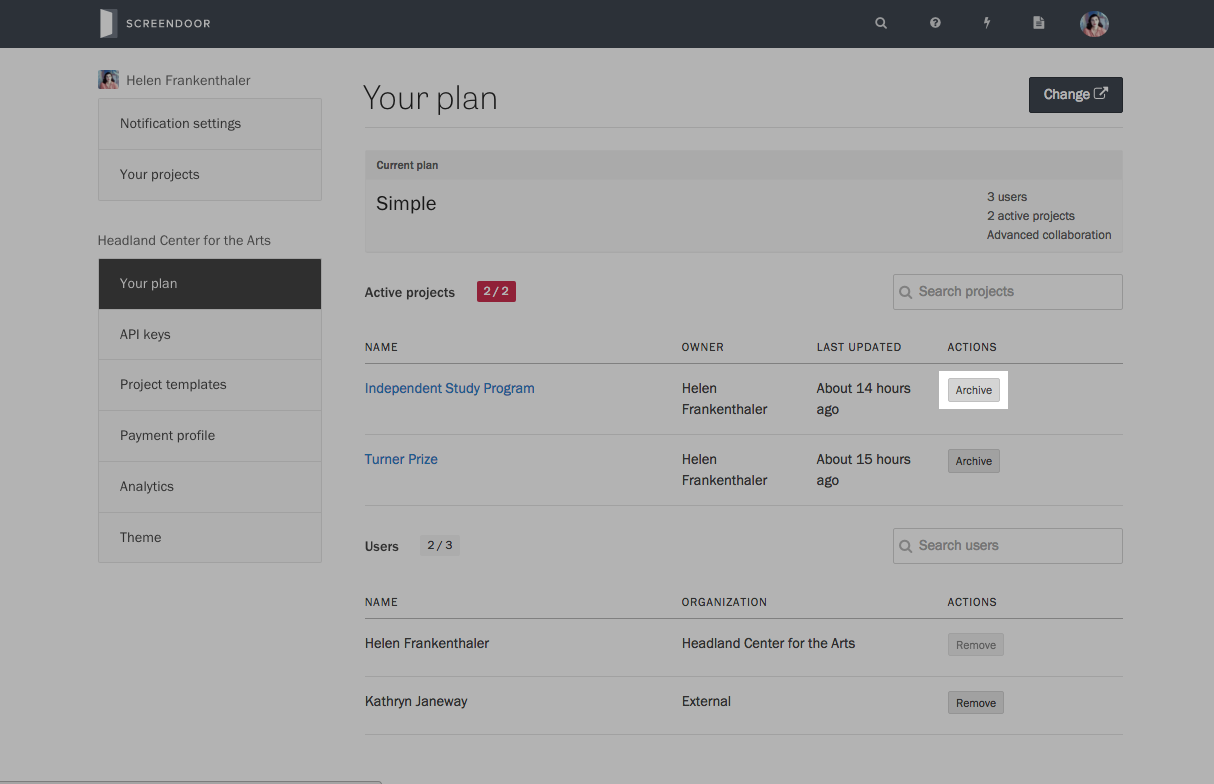 SCREENDOOR
Helen Frankenthaler
Notification settings
Your projects
Headland Center for the Arts
Your plan
API keys
Project templates
Payment profile
Analytics
Theme
Your plan
Change
Current plan
Simple
3 users
2 active projects
Advanced collaboration
Active projects 2 / 2 Search projects
NAME OWNER LAST UPDATED ACTIONS
Independent Study Program Helen Frankenthaler About 14 hours ago Archive
Turner Prize Helen Frankenthaler About 15 hours ago Archive
Users 2 / 3 Search users
NAME ORGANIZATION ACTIONS
Helen Frankenthaler Headland Center for the Arts Remove
Kathryn Janeway External Remove